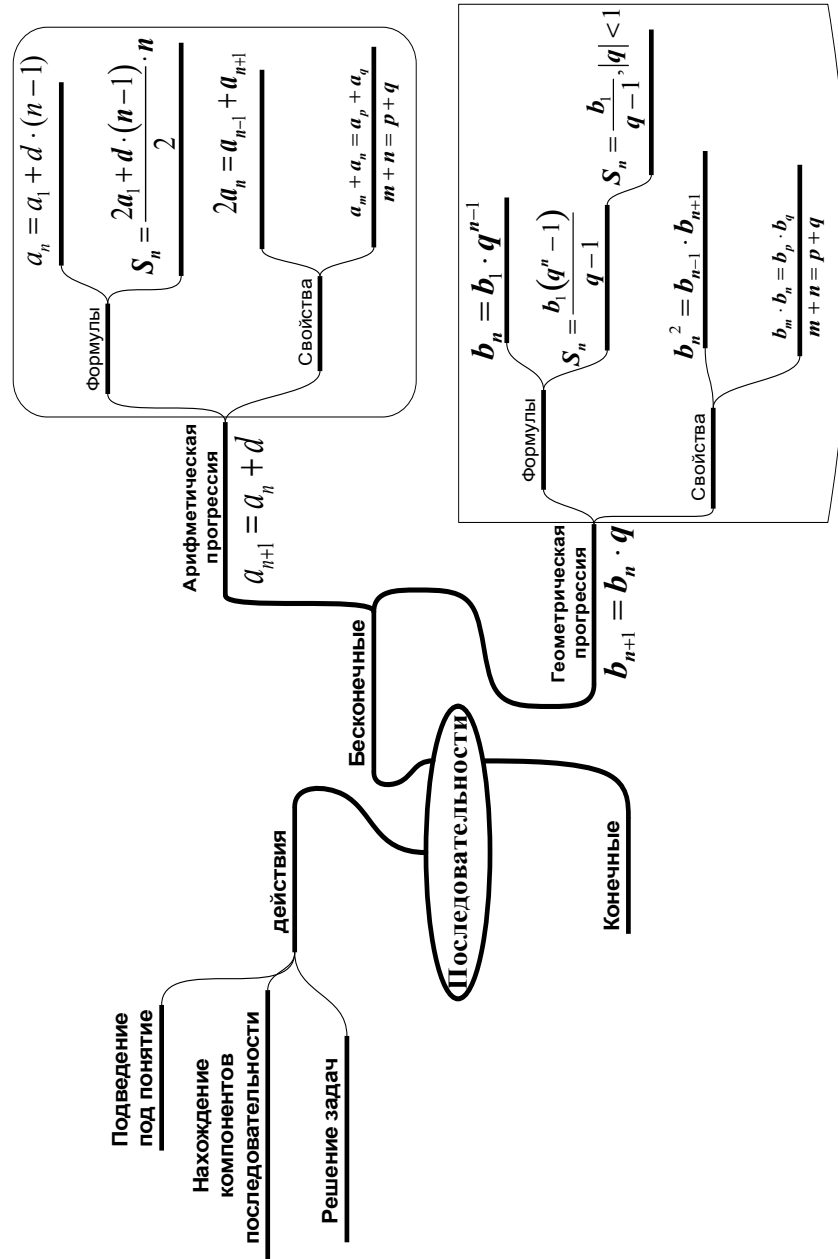 Последовательности
действия
Подведение
под понятие
Нахождение
компонентов
последовательности
Решение задач
Бесконечные
Арифметическая
прогрессия
a_{n+1} = a_n + d
Формулы
a_n = a_1 + d · (n − 1)
S_n = \frac{2a_1 + d · (n − 1)}{2} · n
Свойства
2a_n = a_{n−1} + a_{n+1}
a_m + a_n = a_p + a_q
m + n = p + q
Геометрическая
прогрессия
b_{n+1} = b_n · q
Формулы
b_n = b_1 · q^{n−1}
S_n = \frac{b_1(q^n − 1)}{q − 1}
S_n = \frac{b_1}{q − 1}, |q| < 1
Свойства
b_n^2 = b_{n−1} · b_{n+1}
b_m · b_n = b_p · b_q
m + n = p + q
Конечные